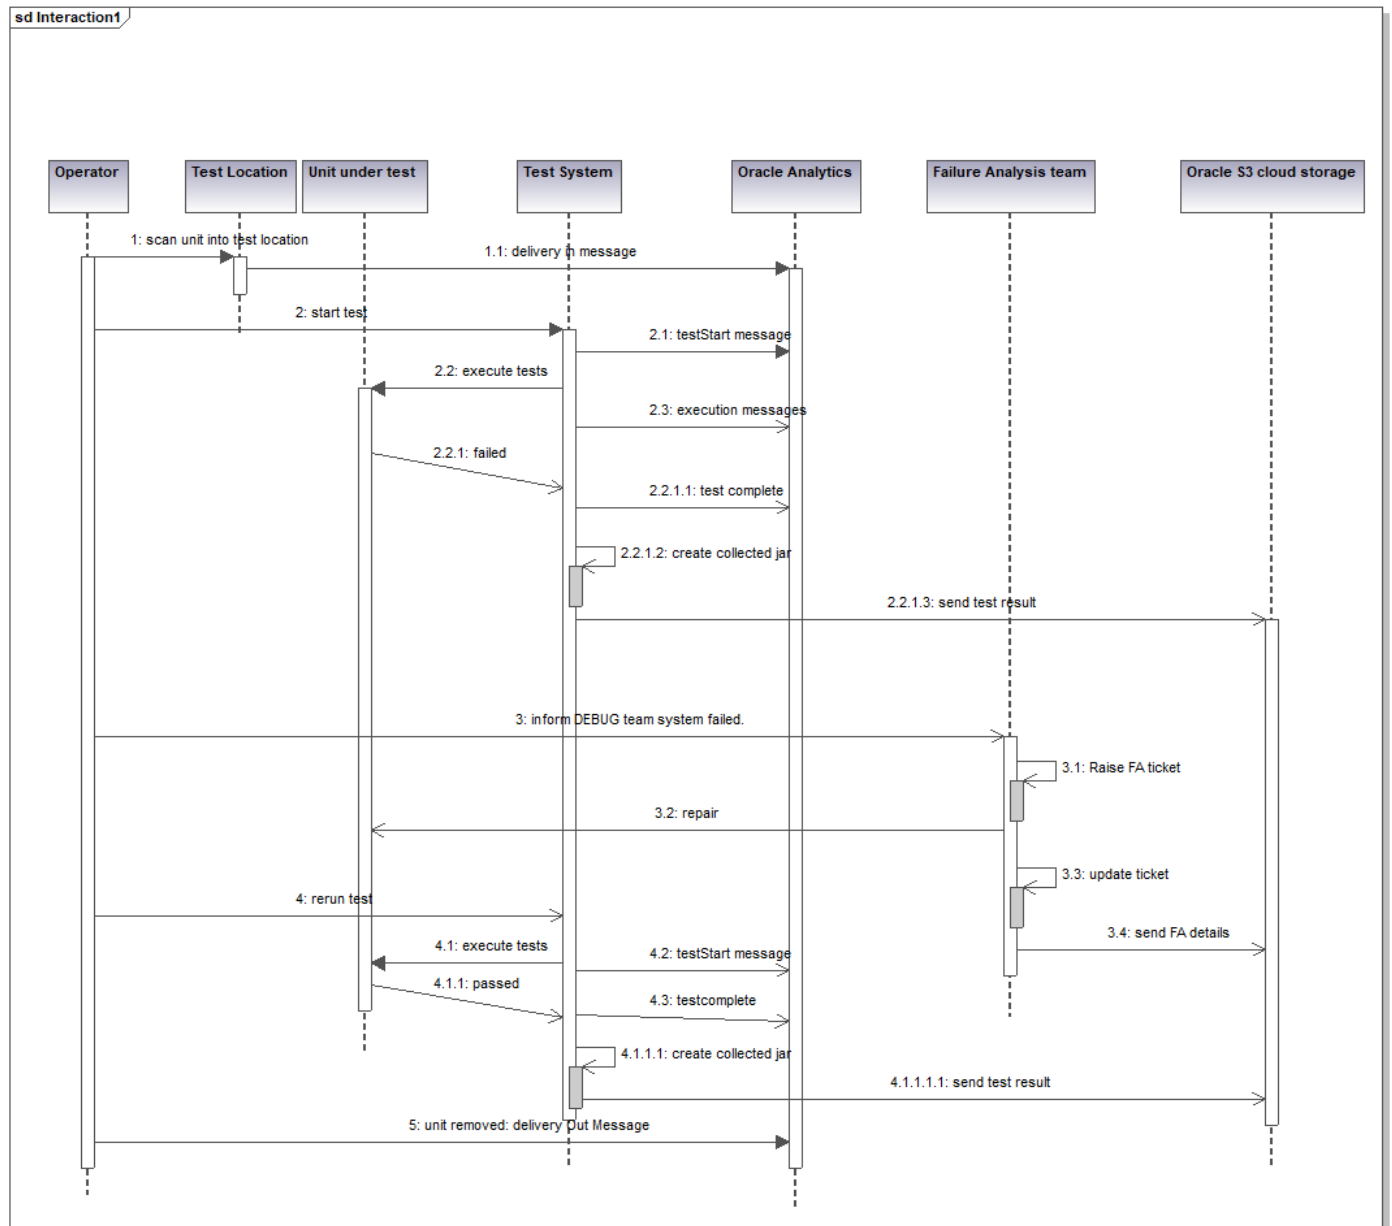 sd Interaction1
Operator
Test Location
Unit under test
Test System
Oracle Analytics
Failure Analysis team
Oracle S3 cloud storage
1: scan unit into test location
1.1: delivery in message
2: start test
2.1: testStart message
2.2: execute tests
2.3: execution messages
2.2.1: failed
2.2.1.1: test complete
2.2.1.2: create collected jar
2.2.1.3: send test result
3: inform DEBUG team system failed.
3.1: Raise FA ticket
3.2: repair
3.3: update ticket
4: rerun test
3.4: send FA details
4.1: execute tests
4.2: testStart message
4.1.1: passed
4.3: testcomplete
4.1.1.1: create collected jar
4.1.1.1.1: send test result
5: unit removed: delivery Out Message